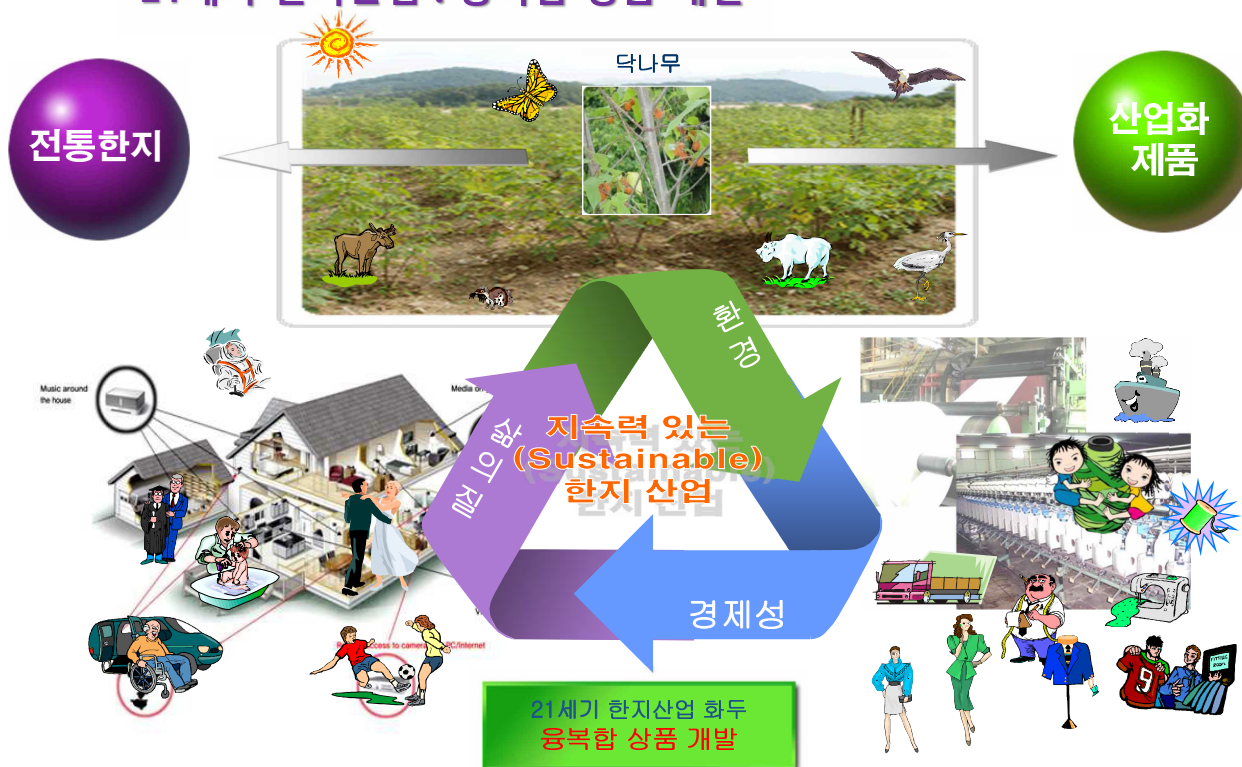 닥나무
전통한지
산업화
제품
환경
Music around
the house
삶의질
지속력 있는
(Sustainable)
한지 산업
경제성
21세기 한지산업 화두
융복합 상품 개발